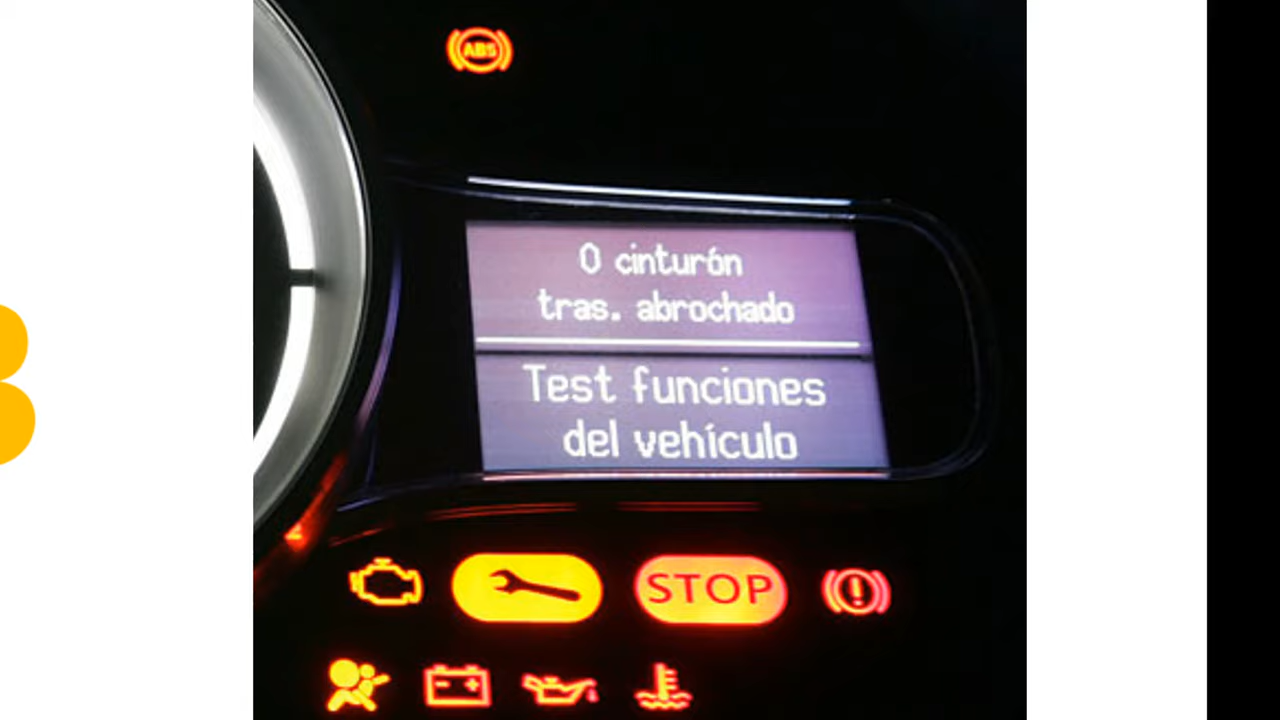 ABS
0 cinturón
tras. abrochado
Test funciones
del vehículo
STOP